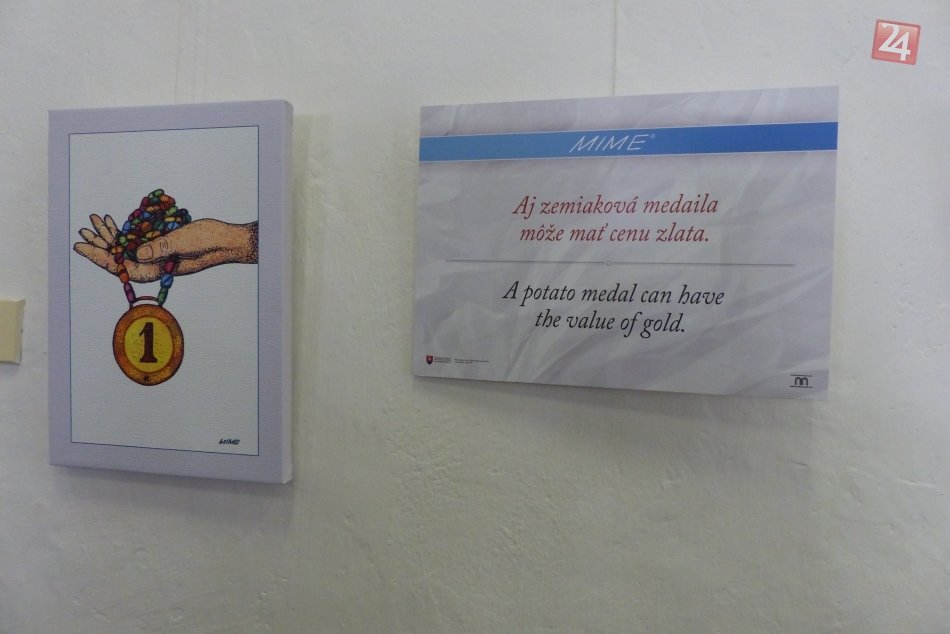 24
MIME®
Aj zemiaková medaila
môže mať cenu zlata.
A potato medal can have
the value of gold.
1
MIME